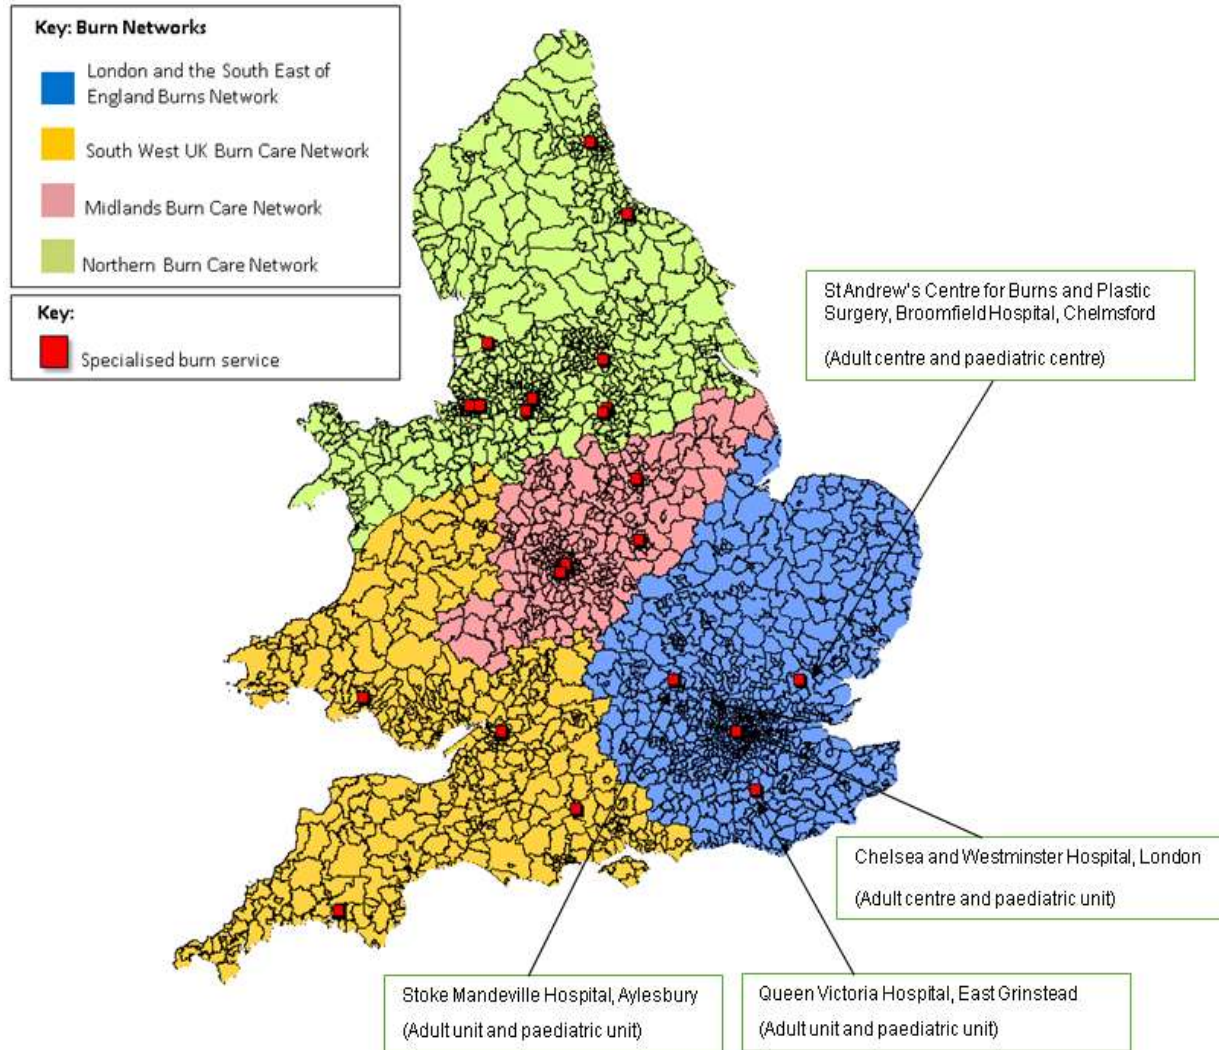 Key: Burn Networks
London and the South East of
England Burns Network
South West UK Burn Care Network
Midlands Burn Care Network
Northern Burn Care Network
Key:
Specialised burn service
St Andrew's Centre for Burns and Plastic
Surgery, Broomfield Hospital, Chelmsford
(Adult centre and paediatric centre)
Chelsea and Westminster Hospital, London
(Adult centre and paediatric unit)
Stoke Mandeville Hospital, Aylesbury
(Adult unit and paediatric unit)
Queen Victoria Hospital, East Grinstead
(Adult unit and paediatric unit)